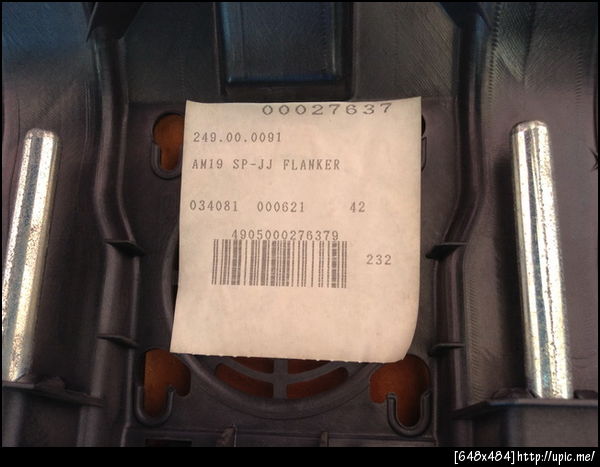 00027637
249.00.0091
AM19 SP-JJ FLANKER
034081 000621 42
4905000276379
232
[648x484]http://upic.me/